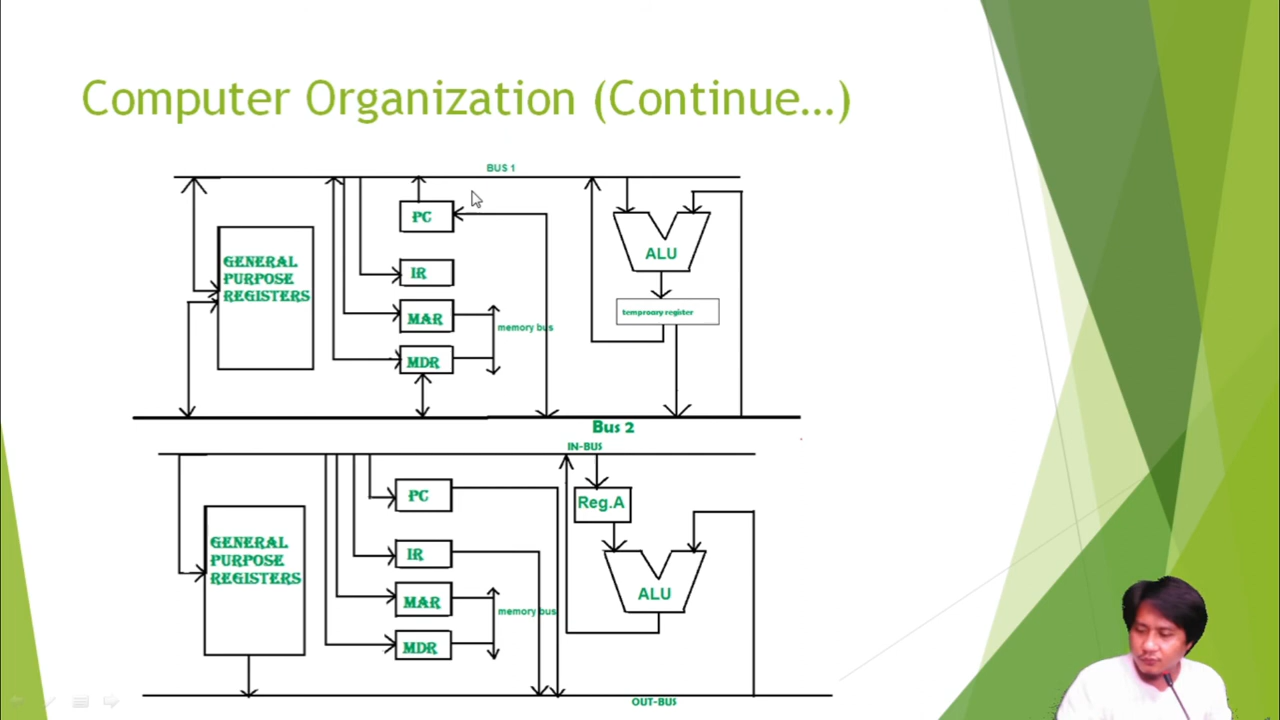 Computer Organization (Continue...)
BUS 1
PC
GENERAL
PURPOSE
REGISTERS
IR
MAR
memory bus
MDR
ALU
temproary register
Bus 2
IN-BUS
PC
Reg.A
GENERAL
PURPOSE
REGISTERS
IR
MAR
memory bus
MDR
ALU
OUT-BUS